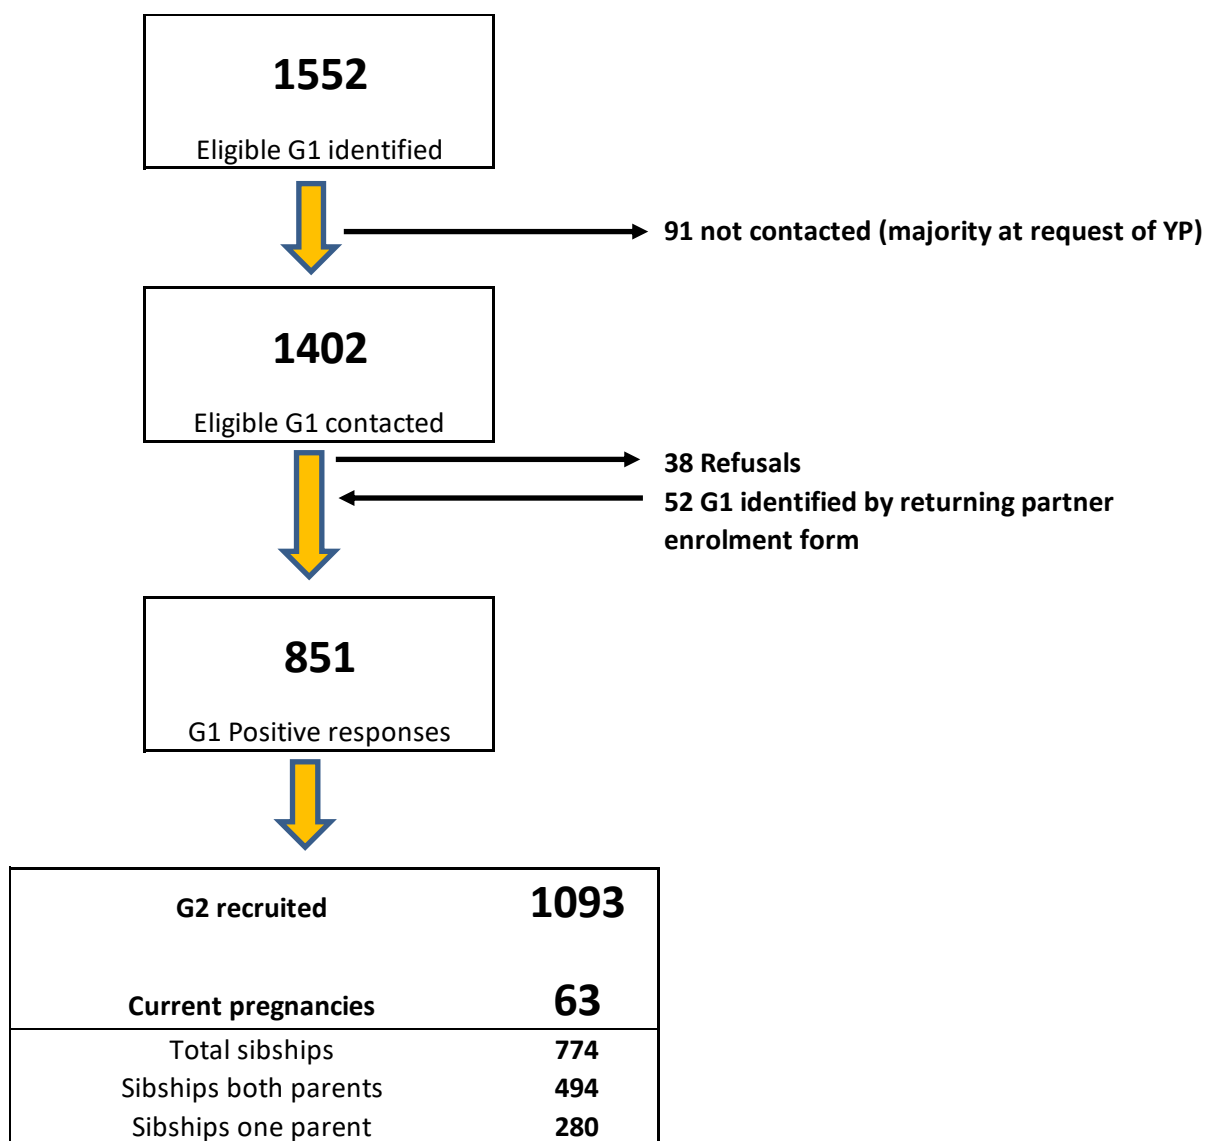 1552
Eligible G1 identified
91 not contacted (majority at request of YP)
1402
Eligible G1 contacted
38 Refusals
52 G1 identified by returning partner
enrolment form
851
G1 Positive responses
G2 recruited 1093
Current pregnancies 63
Total sibships 774
Sibships both parents 494
Sibships one parent 280